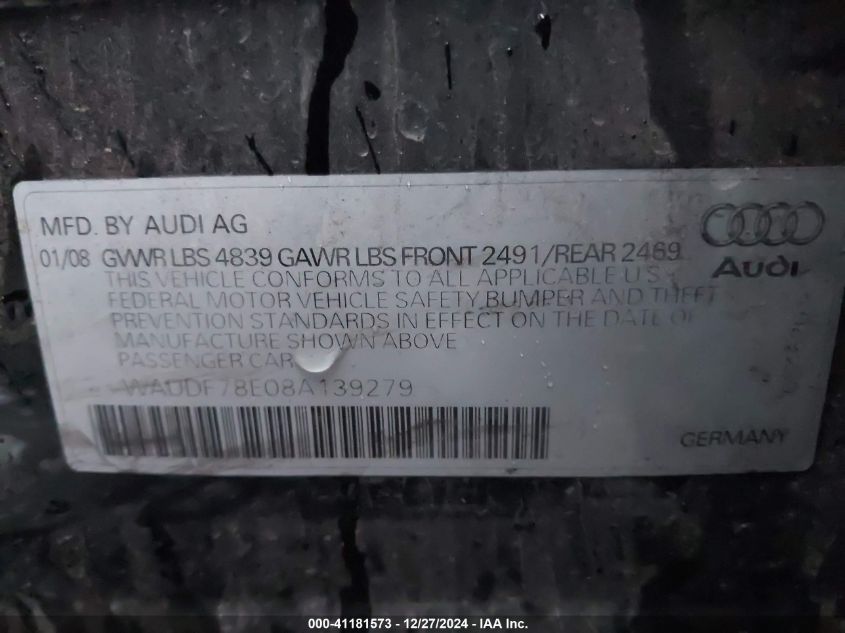 MFD. BY AUDI AG
01/08 GVWR LBS 4839 GAWR LBS FRONT 2491/REAR 2469
THIS VEHICLE CONFORMS TO ALL APPLICABLE U.S.
FEDERAL MOTOR VEHICLE SAFETY, BUMPER AND THEFT
PREVENTION STANDARDS IN EFFECT ON THE DATE OF
MANUFACTURE SHOWN ABOVE
PASSENGER CAR
WAUDF78E08A139279
Audi
GERMANY
000-41181573 - 12/27/2024 - IAA Inc.